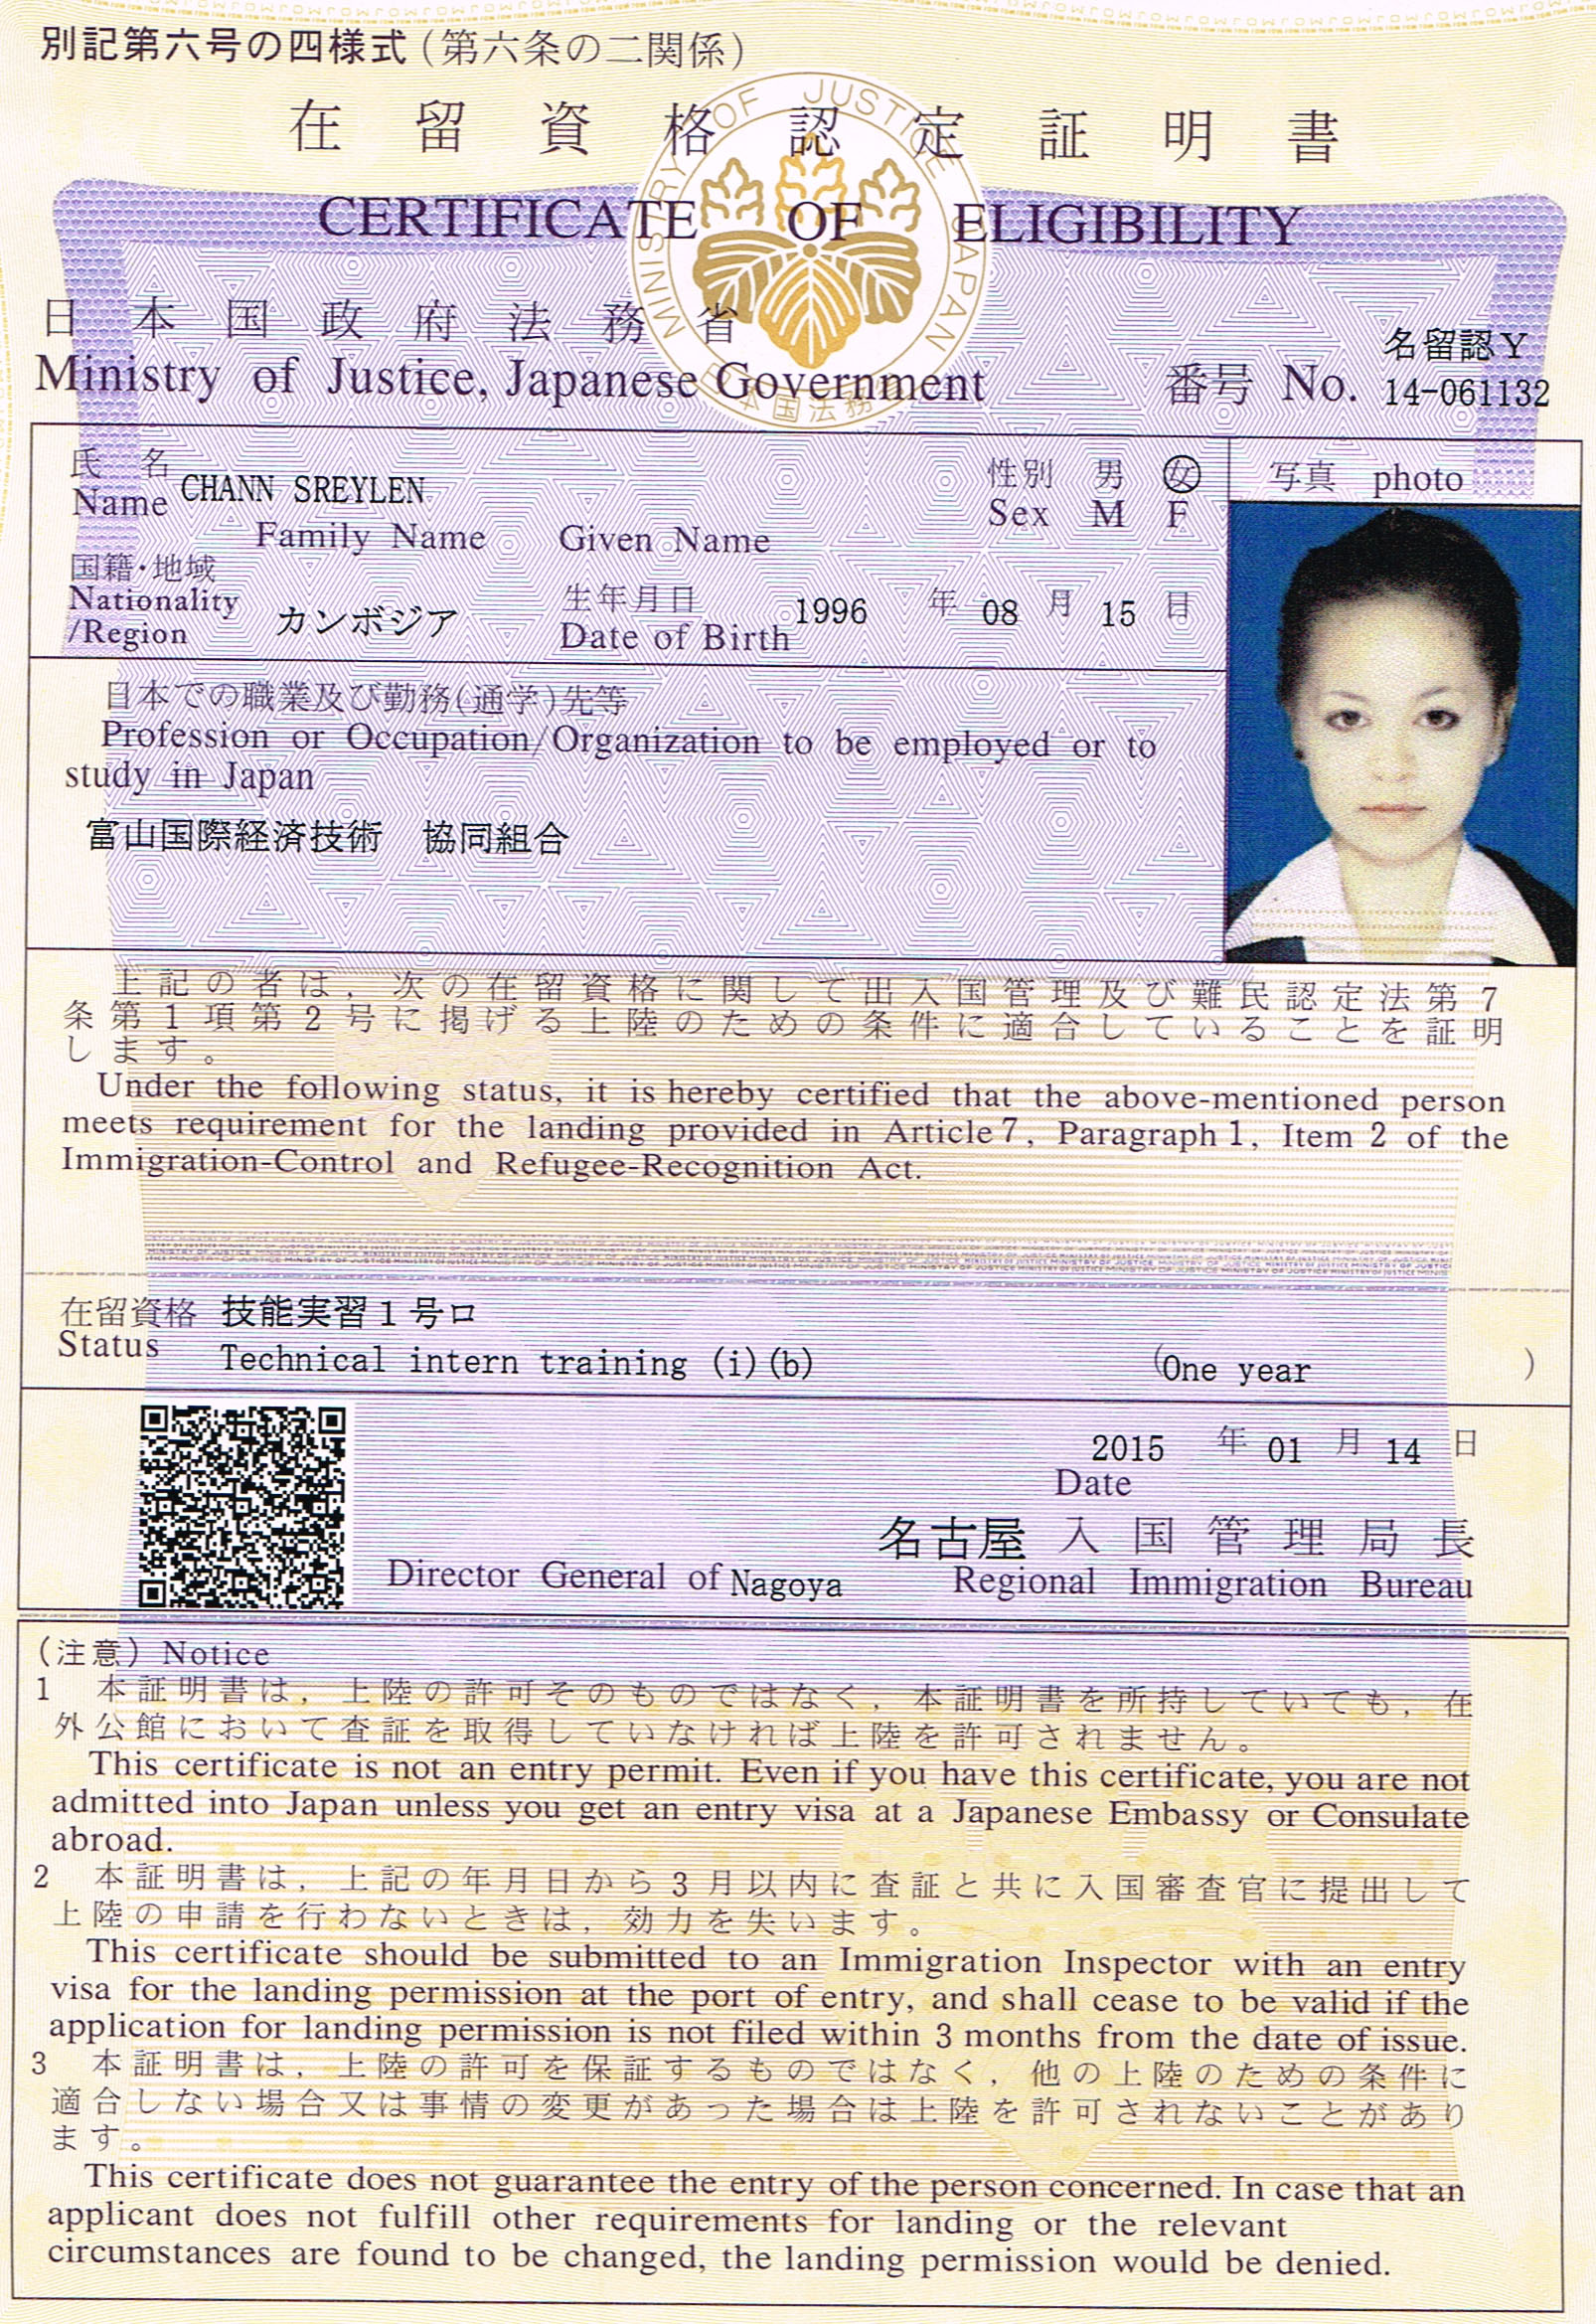 別記第六号の四様式(第六条の二関係)
在留資格認定証明書
CERTIFICATE OF ELIGIBILITY
MINISTRY OF JUSTICE JAPAN
日本国法務省
日本国政府法務省
Ministry of Justice, Japanese Government
番号 No. 名留認Y
14-061132
氏名
Name CHANN SREYLEN
Family Name Given Name
性別 男 女
Sex M F
写真 photo
国籍・地域
Nationality
/Region カンボジア
生年月日 1996 年 08 月 15 日
Date of Birth
日本での職業及び勤務(通学)先等
Profession or Occupation/Organization to be employed or to
study in Japan
富山国際経済技術 協同組合
上記の者は，次の在留資格に関して出入国管理及び難民認定法第7
条第1項第2号に掲げる上陸のための条件に適合していることを証明
します。
Under the following status, it is hereby certified that the above-mentioned person
meets requirement for the landing provided in Article 7, Paragraph 1, Item 2 of the
Immigration-Control and Refugee-Recognition Act.
在留資格 技能実習1号ロ
Status Technical intern training (i)(b) (One year )
2015 年 01 月 14 日
Date
名古屋 入国管理局長
Director General of Nagoya Regional Immigration Bureau
(注意) Notice
1 本証明書は，上陸の許可そのものではなく，本証明書を所持していても，在
外公館において査証を取得していなければ上陸を許可されません。
This certificate is not an entry permit. Even if you have this certificate, you are not
admitted into Japan unless you get an entry visa at a Japanese Embassy or Consulate
abroad.
2 本証明書は，上記の年月日から3月以内に査証と共に入国審査官に提出して
上陸の申請を行わないときは，効力を失います。
This certificate should be submitted to an Immigration Inspector with an entry
visa for the landing permission at the port of entry, and shall cease to be valid if the
application for landing permission is not filed within 3 months from the date of issue.
3 本証明書は，上陸の許可を保証するものではなく，他の上陸のための条件に
適合しない場合又は事情の変更があった場合は上陸を許可されないことがあり
ます。
This certificate does not guarantee the entry of the person concerned. In case that an
applicant does not fulfill other requirements for landing or the relevant
circumstances are found to be changed, the landing permission would be denied.